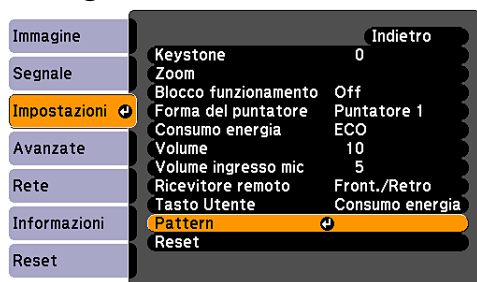 Immagine
Segnale
Impostazioni
Avanzate
Rete
Informazioni
Reset
Indietro
Keystone 0
Zoom
Blocco funzionamento Off
Forma del puntatore Puntatore 1
Consumo energia ECO
Volume 10
Volume ingresso mic 5
Ricevitore remoto Front./Retro
Tasto Utente Consumo energia
Pattern
Reset